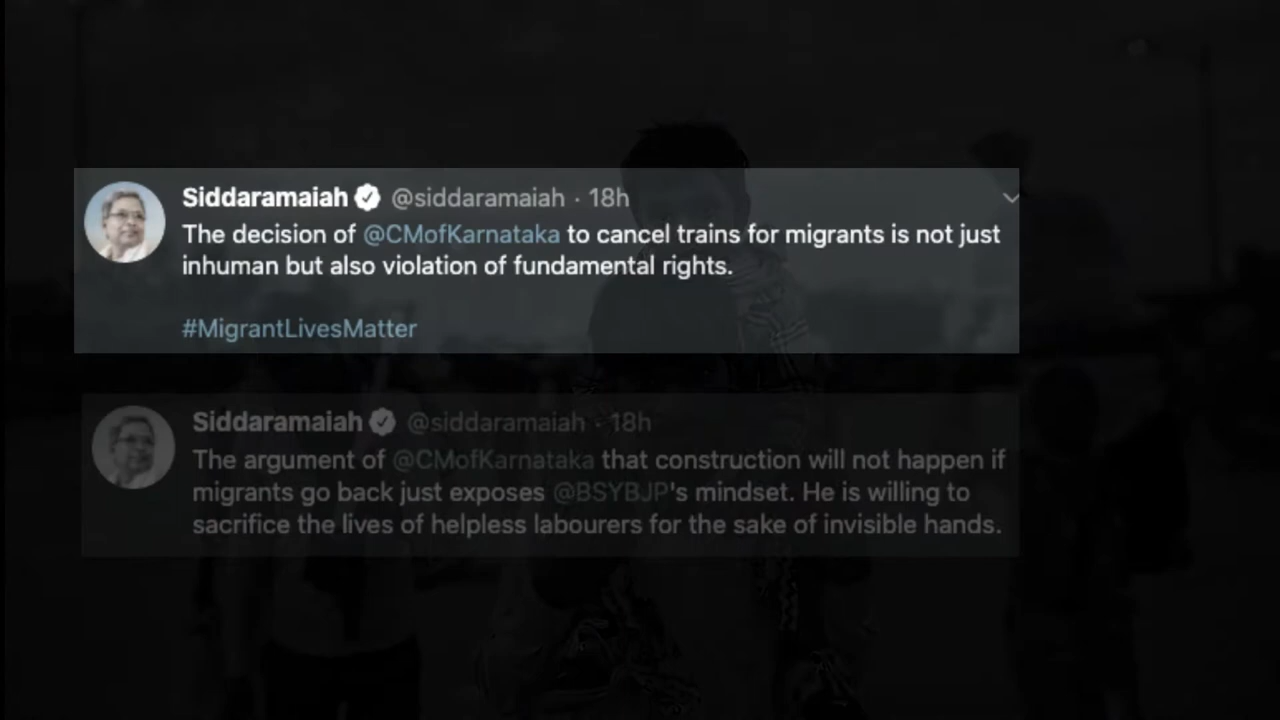 Siddaramaiah @siddaramaiah · 18h
The decision of @CMofKarnataka to cancel trains for migrants is not just
inhuman but also violation of fundamental rights.
#MigrantLivesMatter
Siddaramaiah @siddaramaiah · 18h
The argument of @CMofKarnataka that construction will not happen if
migrants go back just exposes @BSYBJP's mindset. He is willing to
sacrifice the lives of helpless labourers for the sake of invisible hands.